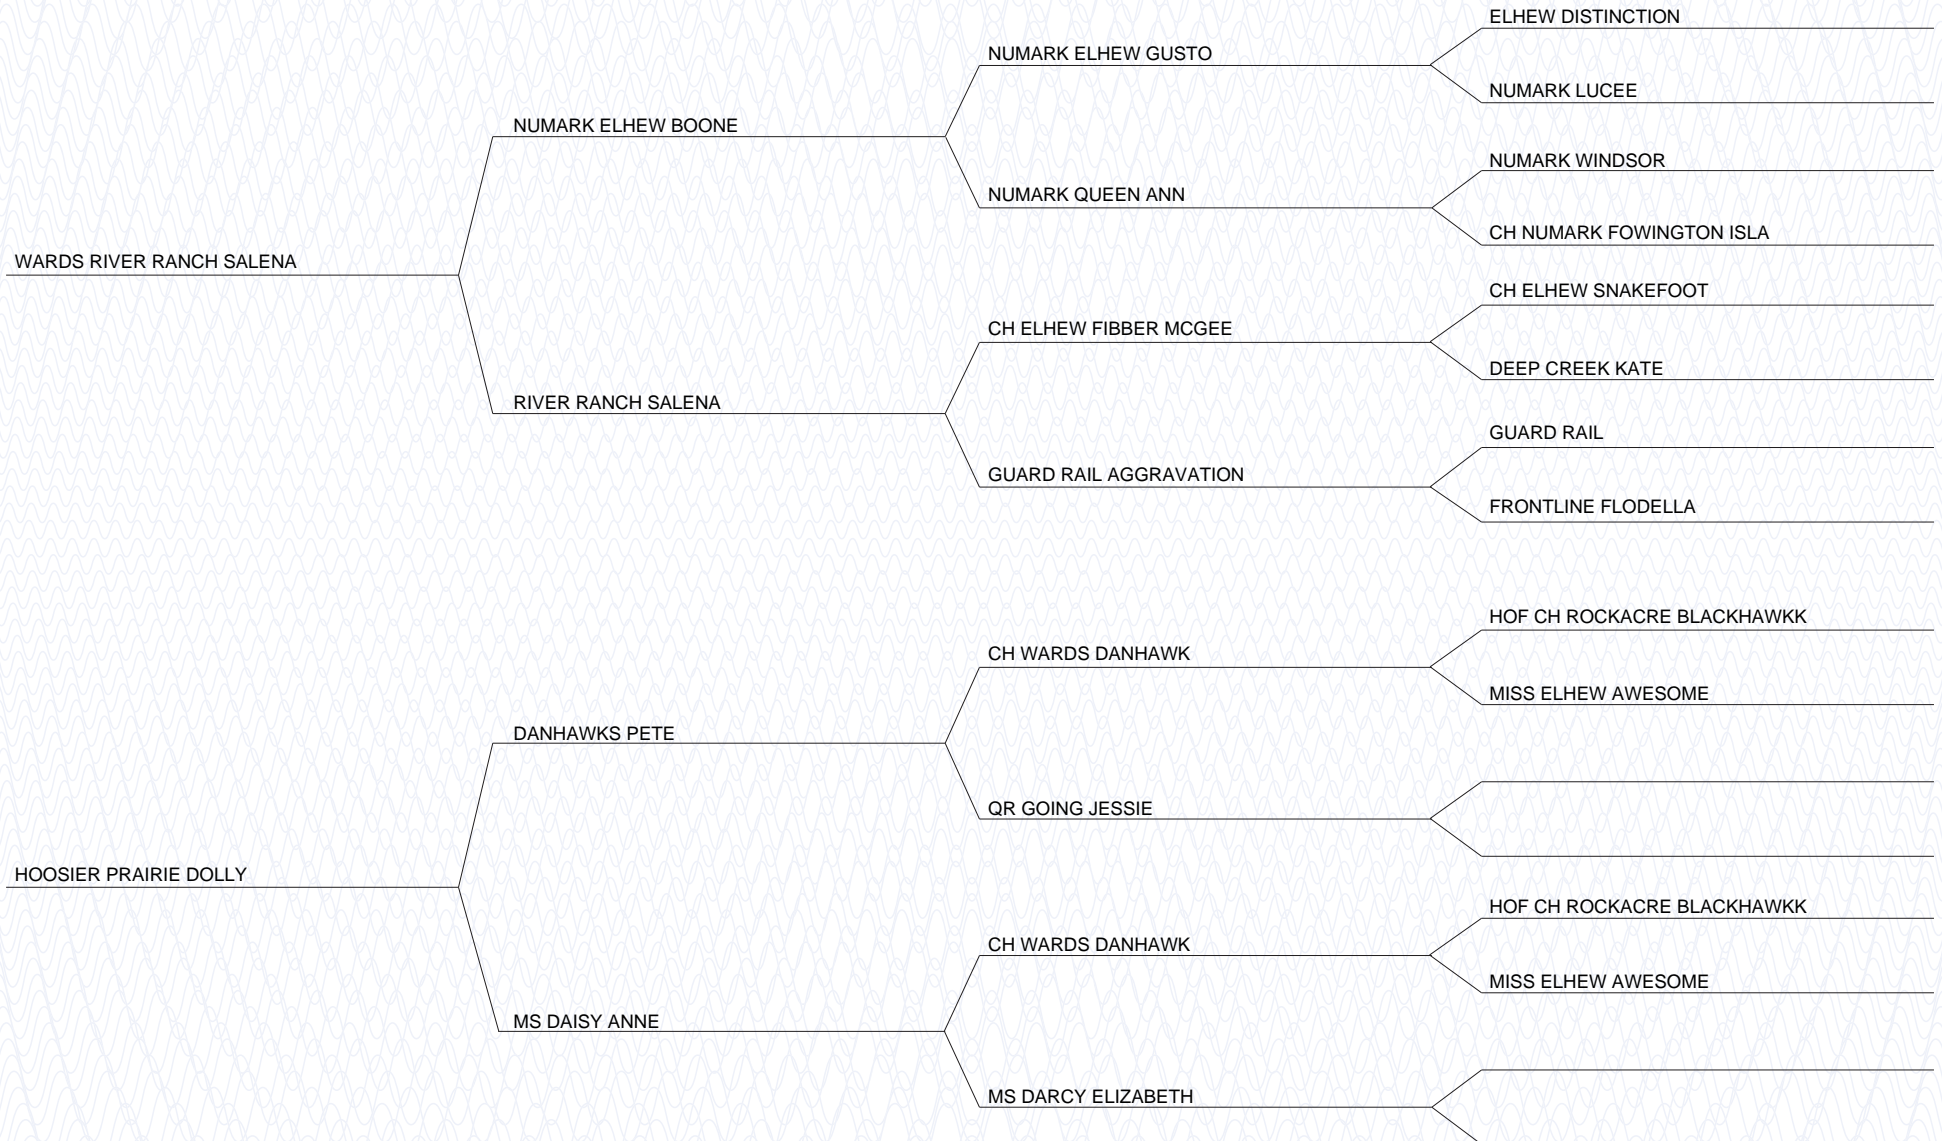 ELHEW DISTINCTION
NUMARK ELHEW GUSTO
NUMARK LUCEE
NUMARK ELHEW BOONE
NUMARK WINDSOR
NUMARK QUEEN ANN
CH NUMARK FOWINGTON ISLA
WARDS RIVER RANCH SALENA
CH ELHEW SNAKEFOOT
CH ELHEW FIBBER MCGEE
DEEP CREEK KATE
RIVER RANCH SALENA
GUARD RAIL
GUARD RAIL AGGRAVATION
FRONTLINE FLODELLA
HOF CH ROCKACRE BLACKHAWKK
CH WARDS DANHAWK
MISS ELHEW AWESOME
DANHAWKS PETE
QR GOING JESSIE
HOOSIER PRAIRIE DOLLY
HOF CH ROCKACRE BLACKHAWKK
CH WARDS DANHAWK
MISS ELHEW AWESOME
MS DAISY ANNE
MS DARCY ELIZABETH